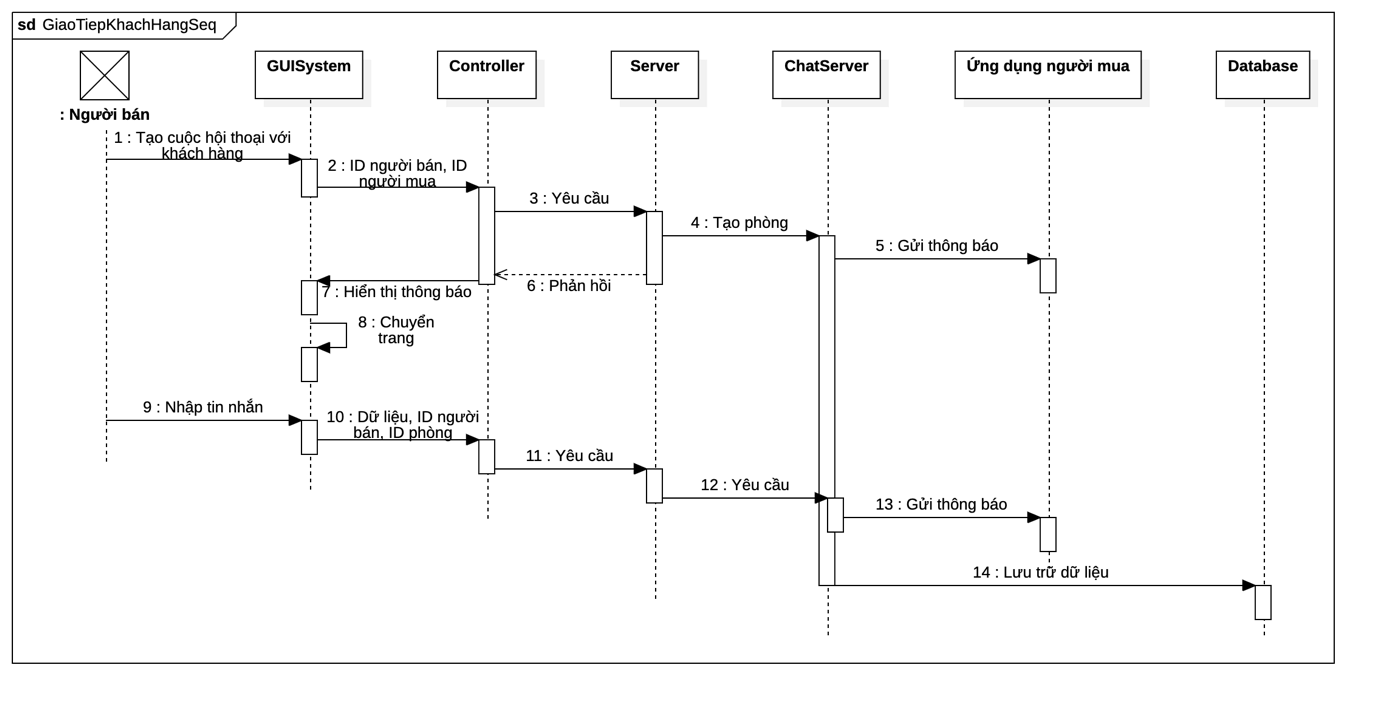 sd GiaoTiepKhachHangSeq
GUISystem
Controller
Server
ChatServer
Ứng dụng người mua
Database
: Người bán
1 : Tạo cuộc hội thoại với
khách hàng
2 : ID người bán, ID
người mua
3 : Yêu cầu
4 : Tạo phòng
5 : Gửi thông báo
6 : Phản hồi
7 : Hiển thị thông báo
8 : Chuyển
trang
9 : Nhập tin nhắn
10 : Dữ liệu, ID người
bán, ID phòng
11 : Yêu cầu
12 : Yêu cầu
13 : Gửi thông báo
14 : Lưu trữ dữ liệu